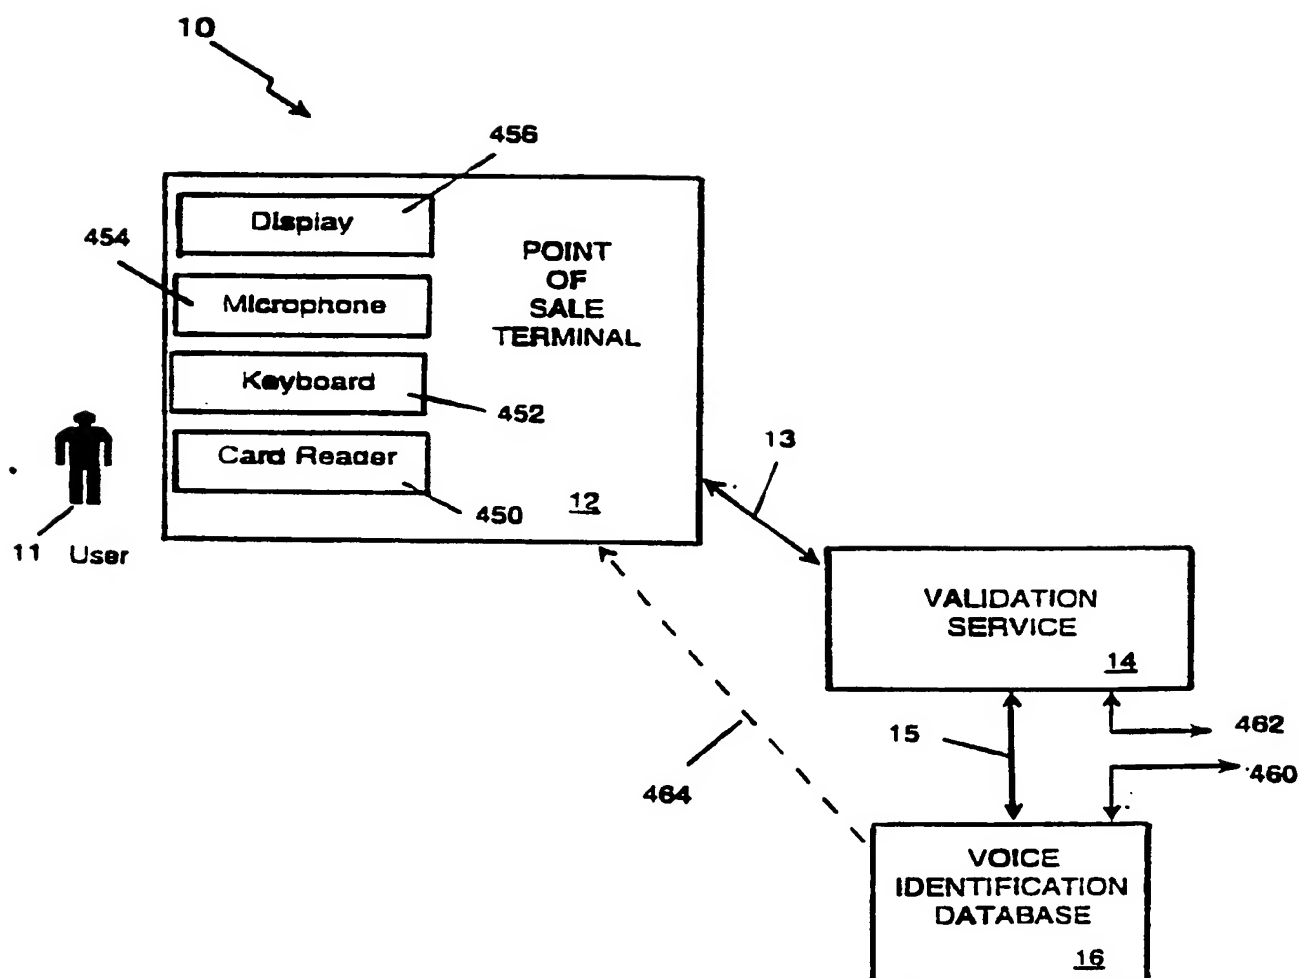 10
456
Display
454
POINT
OF
SALE
TERMINAL
Microphone
Keyboard
452
Card Reader
450
12
13
11 User
VALIDATION
SERVICE
14
15
462
460
464
VOICE
IDENTIFICATION
DATABASE
16